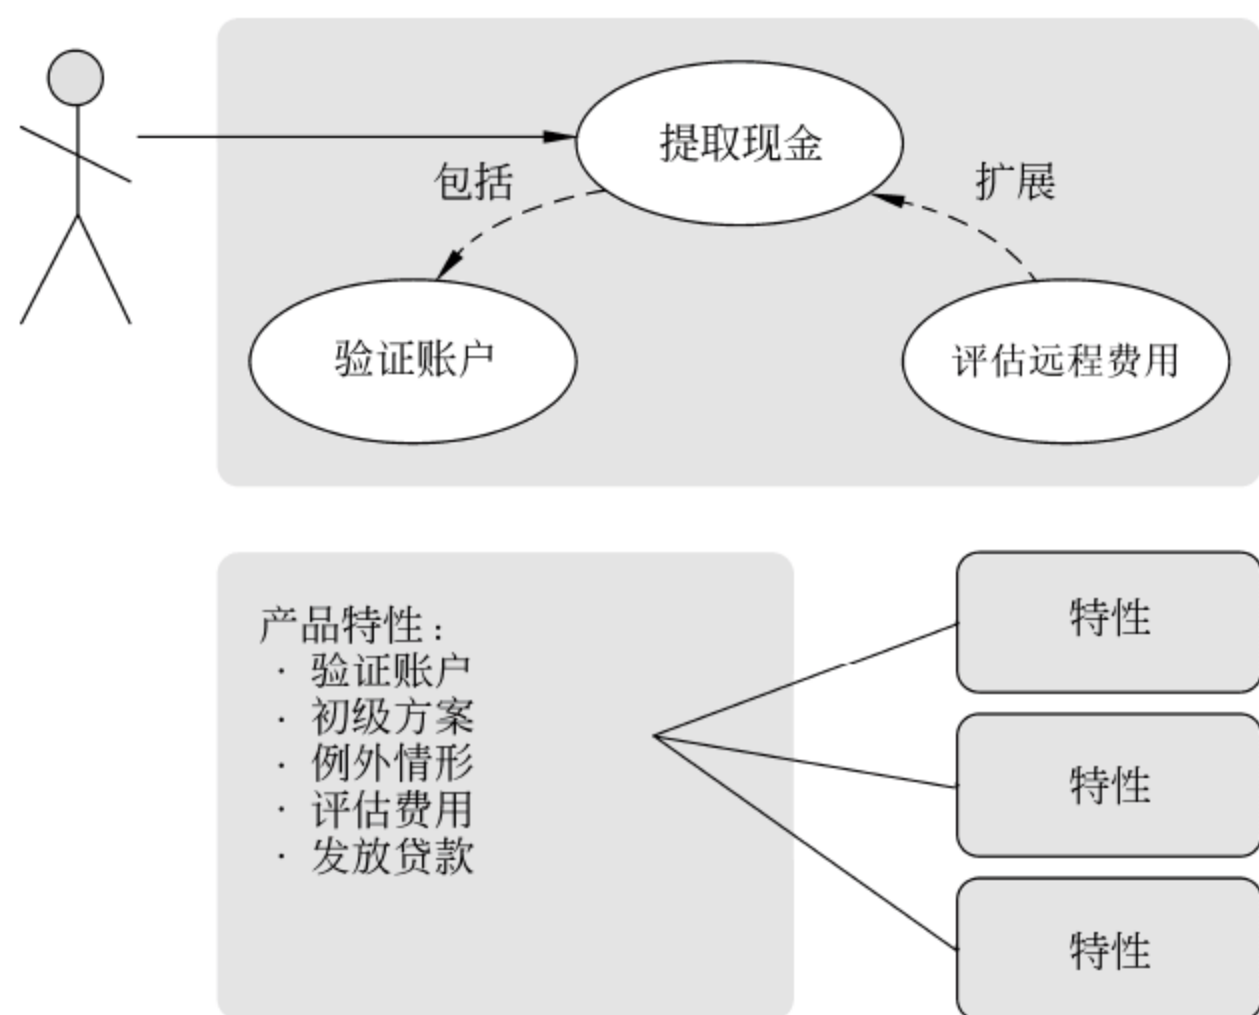 提取现金
包括
扩展
验证账户
评估远程费用
产品特性:
· 验证账户
· 初级方案
· 例外情形
· 评估费用
· 发放贷款
特性
特性
特性